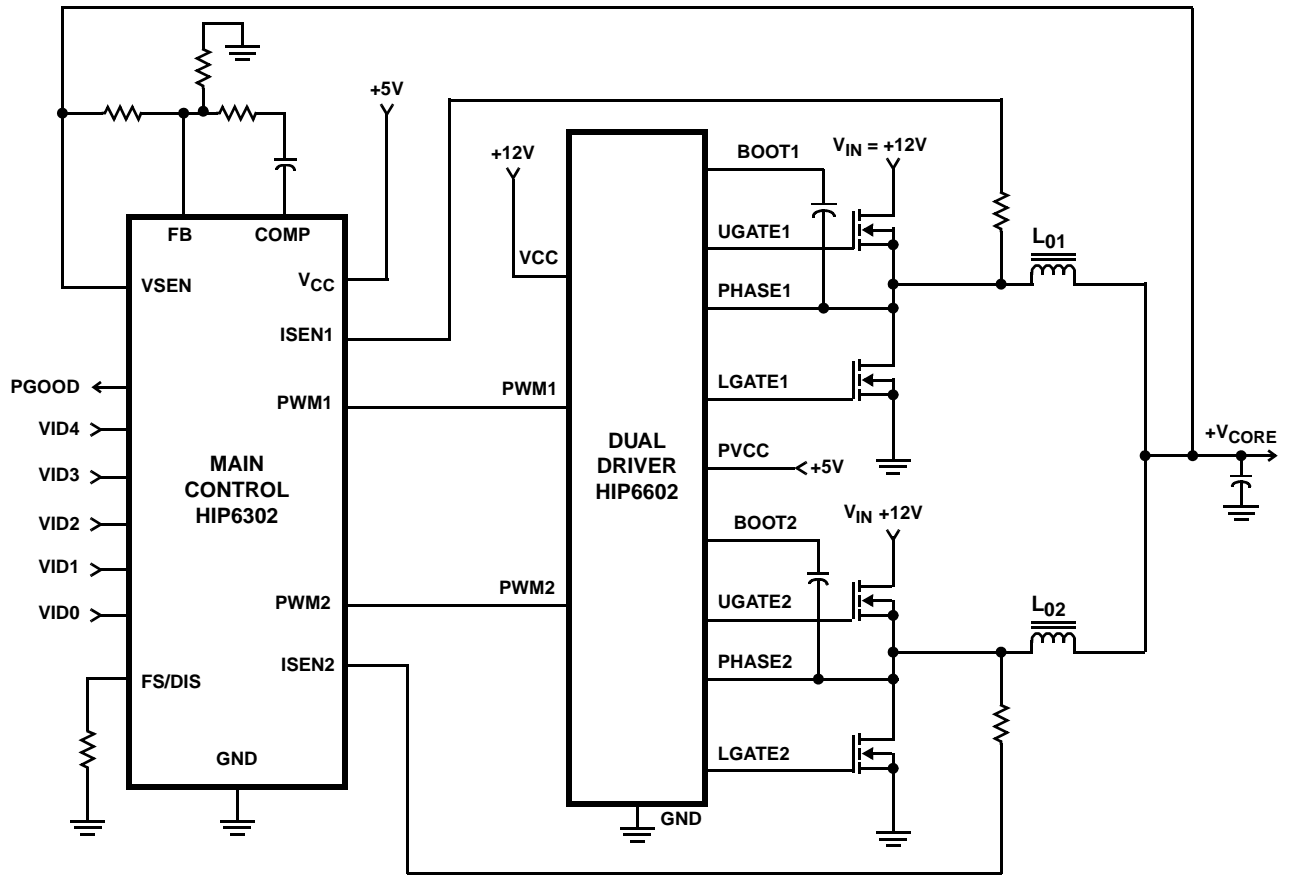 +5V
+12V
BOOT1
V_IN = +12V
FB
COMP
UGATE1
L01
VCC
VSEN
VCC
PHASE1
ISEN1
PGOOD
LGATE1
PWM1
PWM1
VID4
+VCORE
DUAL
DRIVER
HIP6602
MAIN
CONTROL
HIP6302
PVCC
+5V
VID3
VID2
BOOT2
VIN +12V
VID1
PWM2
PWM2
UGATE2
L02
VID0
ISEN2
PHASE2
FS/DIS
GND
LGATE2
GND